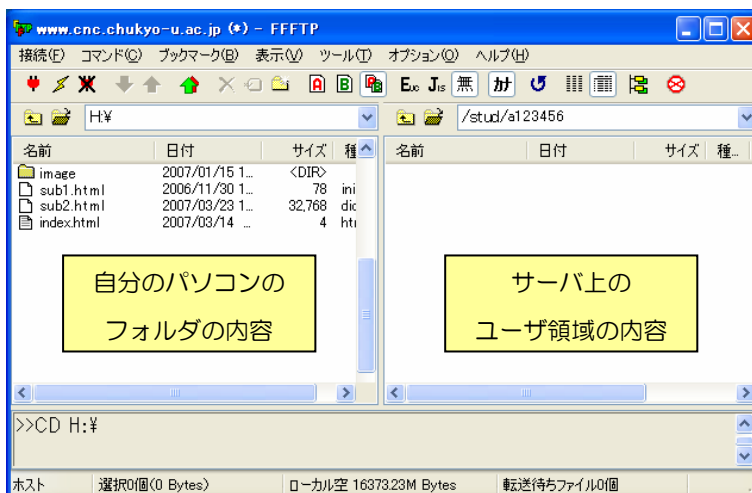 www.cnc.chukyo-u.ac.jp (*) - FFFTP
接続(F) コマンド(C) ブックマーク(B) 表示(V) ツール(T) オプション(O) ヘルプ(H)
A B Euc Jis 無 カナ
H:¥ /stud/a123456
名前 日付 サイズ 種 名前 日付 サイズ 種...
image 2007/01/15 1... <DIR>
sub1.html 2006/11/30 1... 78 ini
sub2.html 2007/03/23 1... 32,768 dic
index.html 2007/03/14 ... 4 htm
自分のパソコンの
フォルダの内容
サーバ上の
ユーザ領域の内容
>>CD H:¥
ホスト 選択0個(0 Bytes) ローカル空 16373.23M Bytes 転送待ちファイル0個